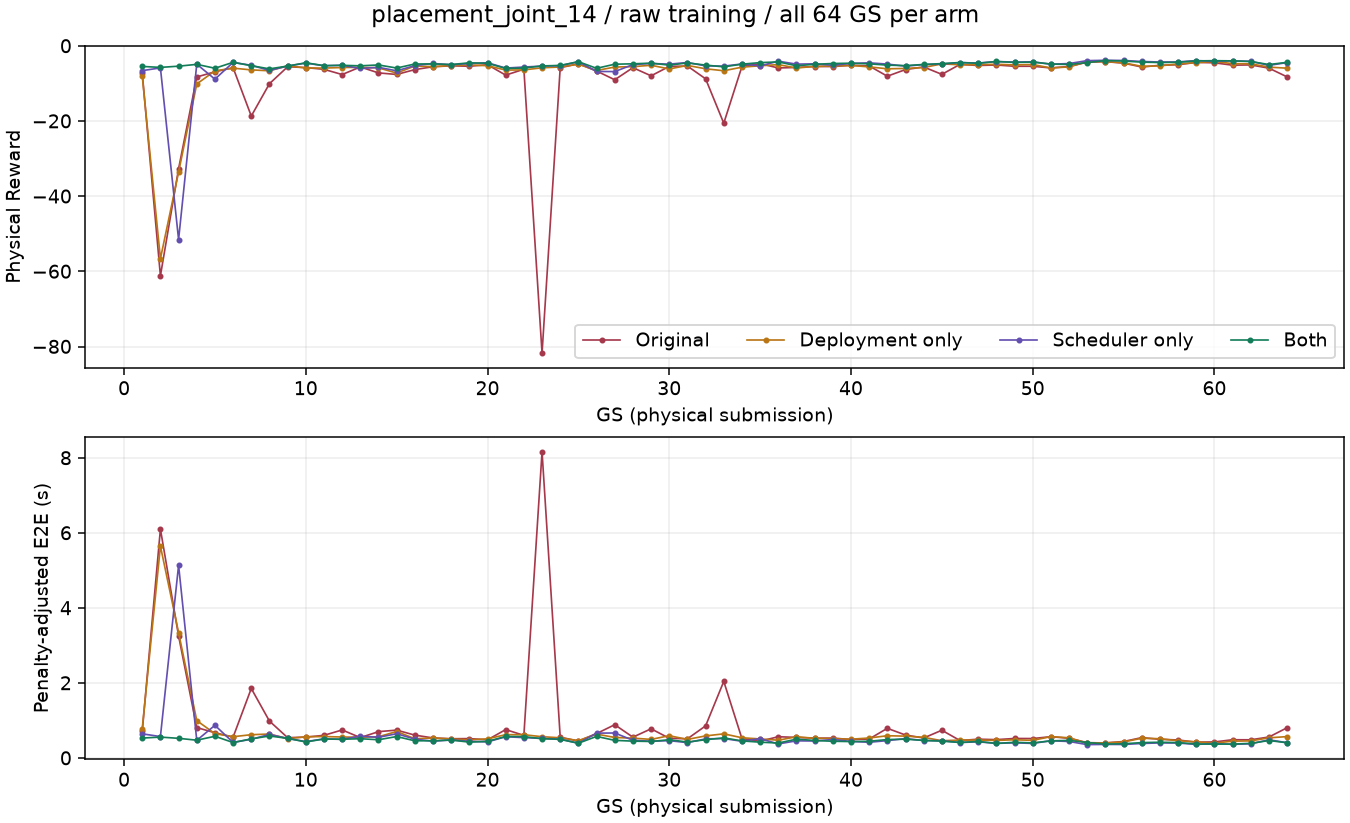 placement_joint_14 / raw training / all 64 GS per arm
Physical Reward
0
−20
−40
−60
−80
Original
Deployment only
Scheduler only
Both
0 10 20 30 40 50 60
GS (physical submission)
Penalty-adjusted E2E (s)
8
6
4
2
0
0 10 20 30 40 50 60
GS (physical submission)